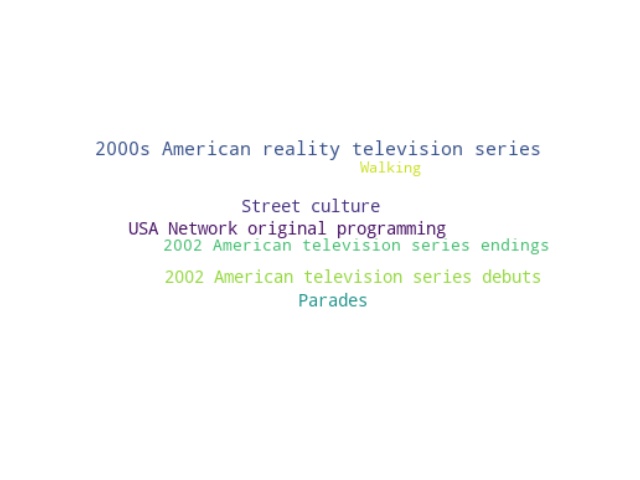 2000s American reality television series
Walking
Street culture
USA Network original programming
2002 American television series endings
2002 American television series debuts
Parades